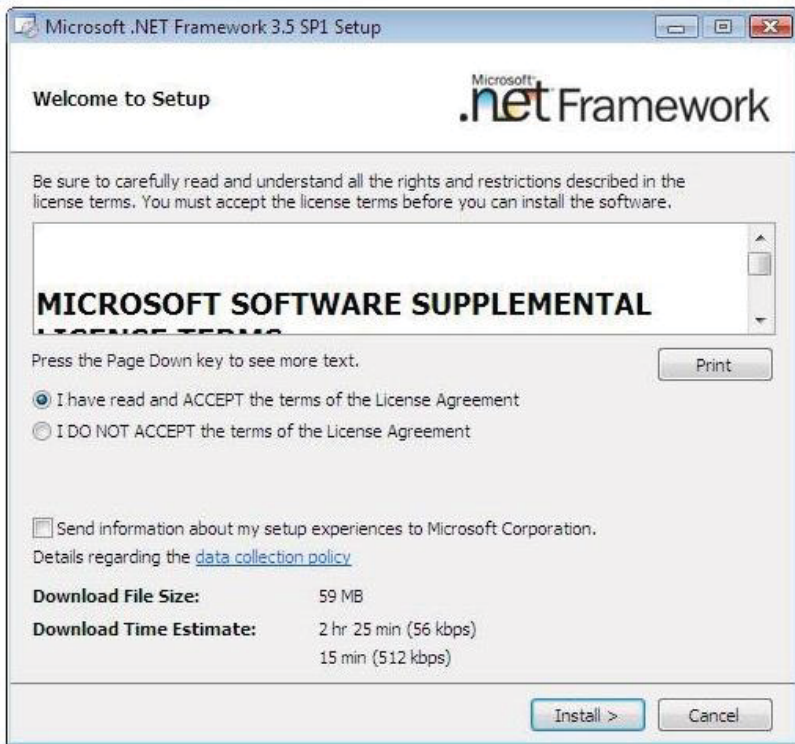 Microsoft .NET Framework 3.5 SP1 Setup
Welcome to Setup
Microsoft
.net Framework
Be sure to carefully read and understand all the rights and restrictions described in the
license terms. You must accept the license terms before you can install the software.
MICROSOFT SOFTWARE SUPPLEMENTAL
LICENSE TERMS
Press the Page Down key to see more text.
Print
I have read and ACCEPT the terms of the License Agreement
I DO NOT ACCEPT the terms of the License Agreement
Send information about my setup experiences to Microsoft Corporation.
Details regarding the data collection policy
Download File Size: 59 MB
Download Time Estimate: 2 hr 25 min (56 kbps)
15 min (512 kbps)
Install > Cancel